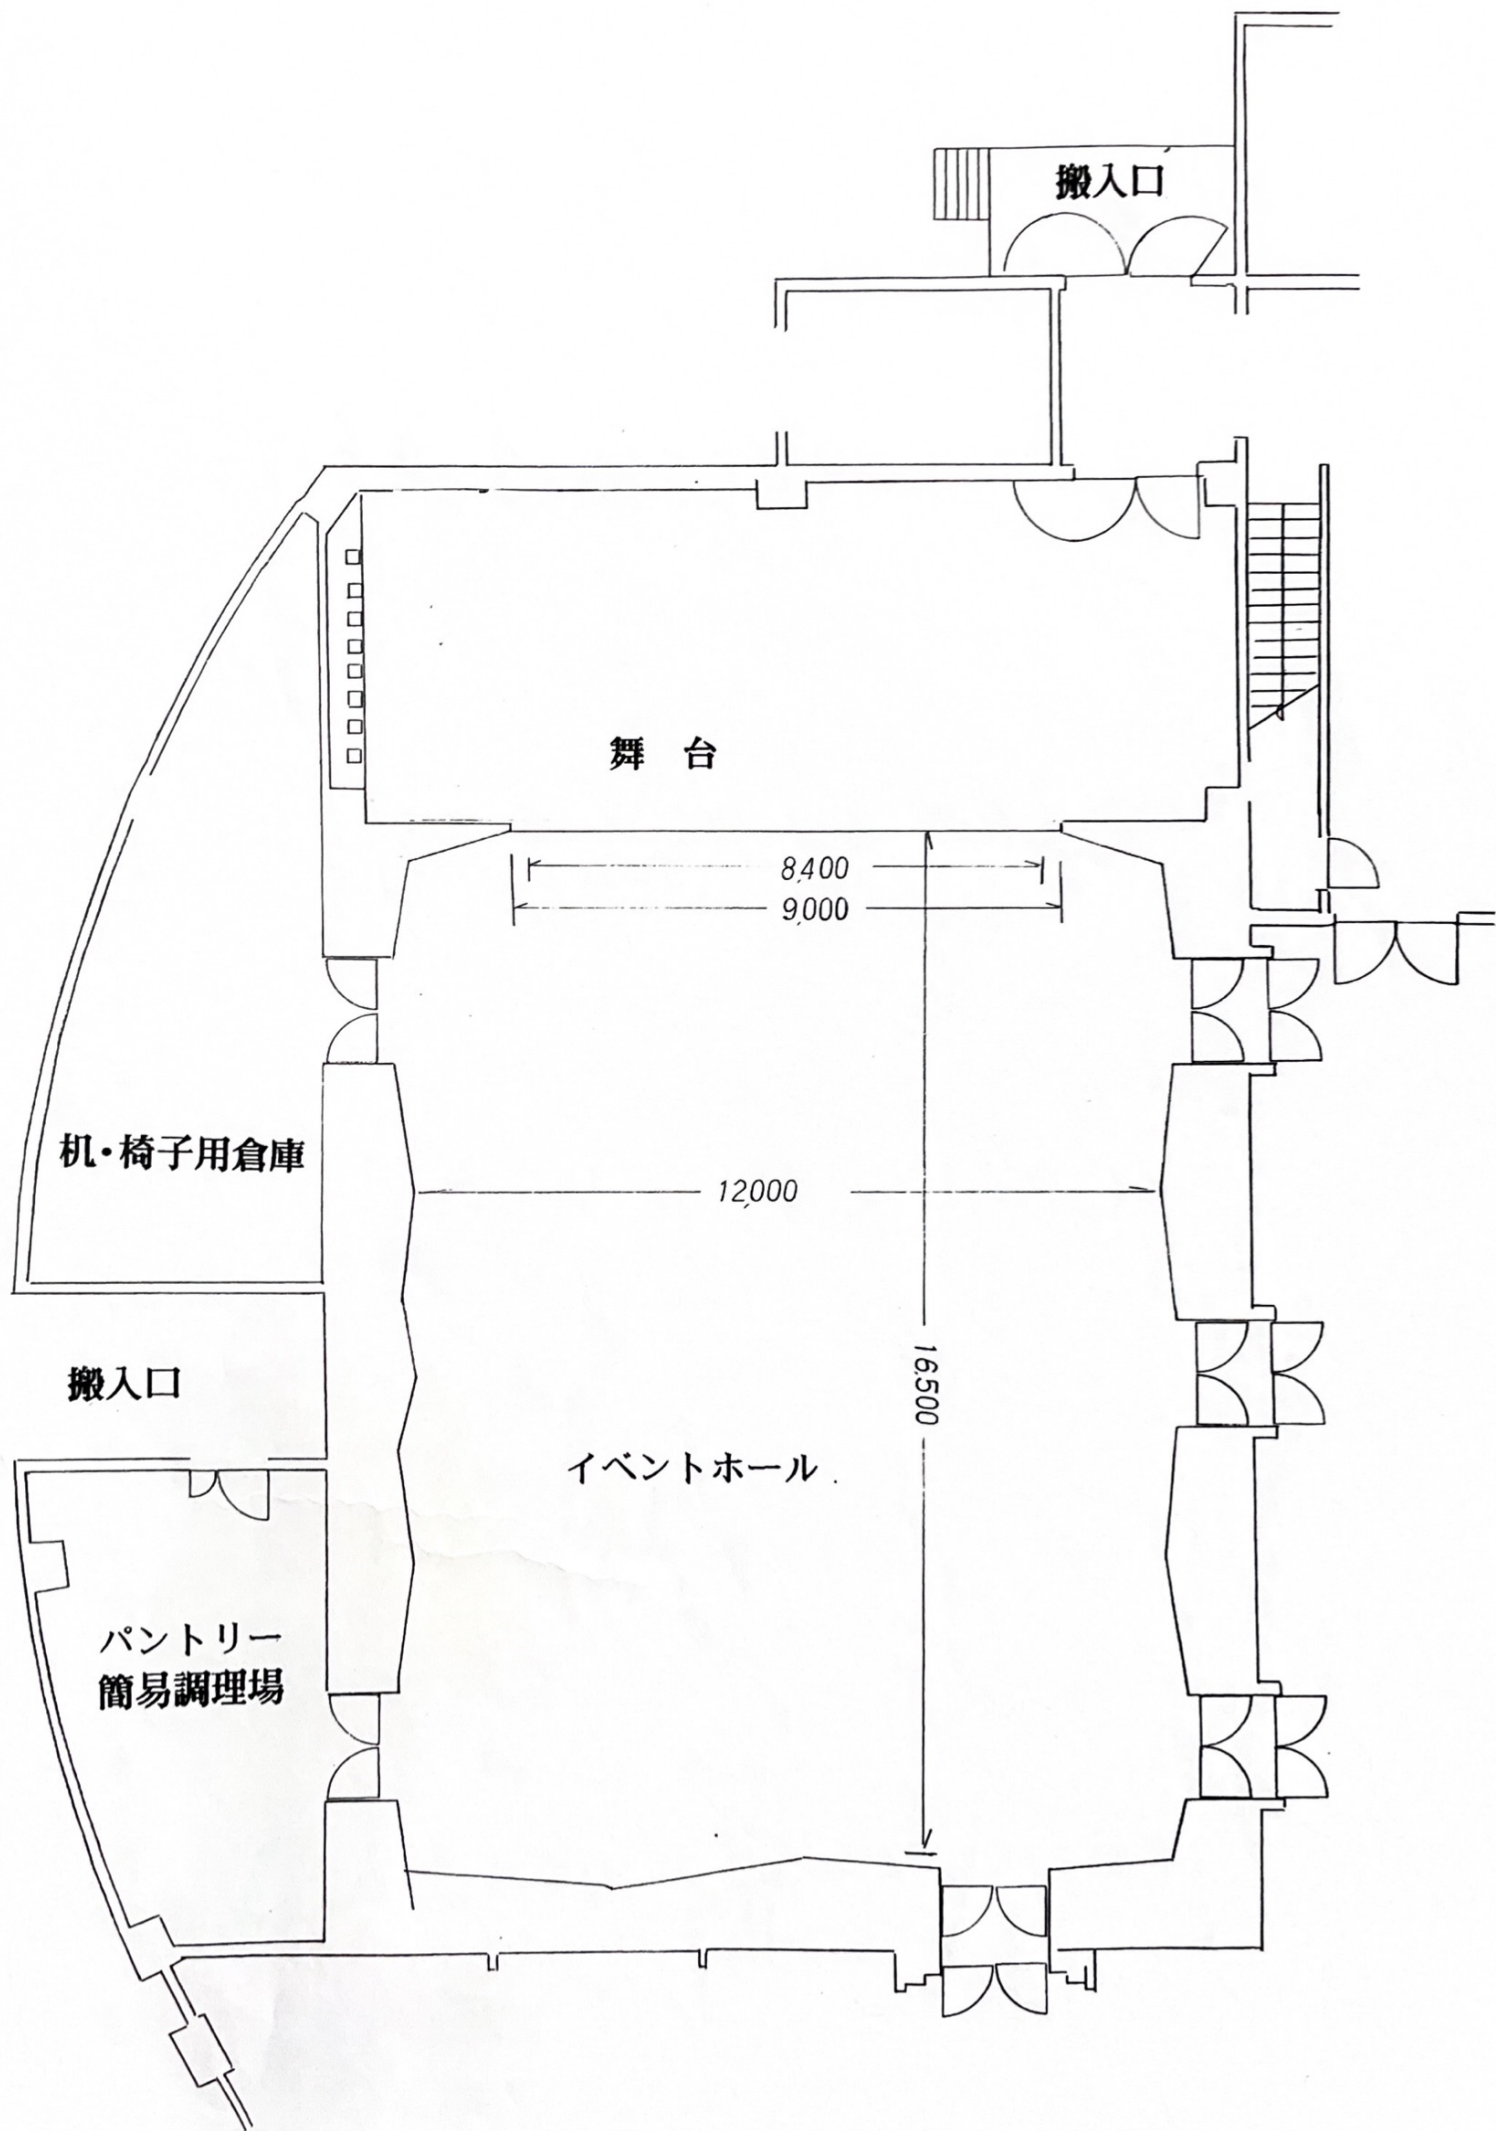 搬入口
舞 台
8,400
9,000
机・椅子用倉庫
12,000
16,500
搬入口
イベントホール
パントリー
簡易調理場